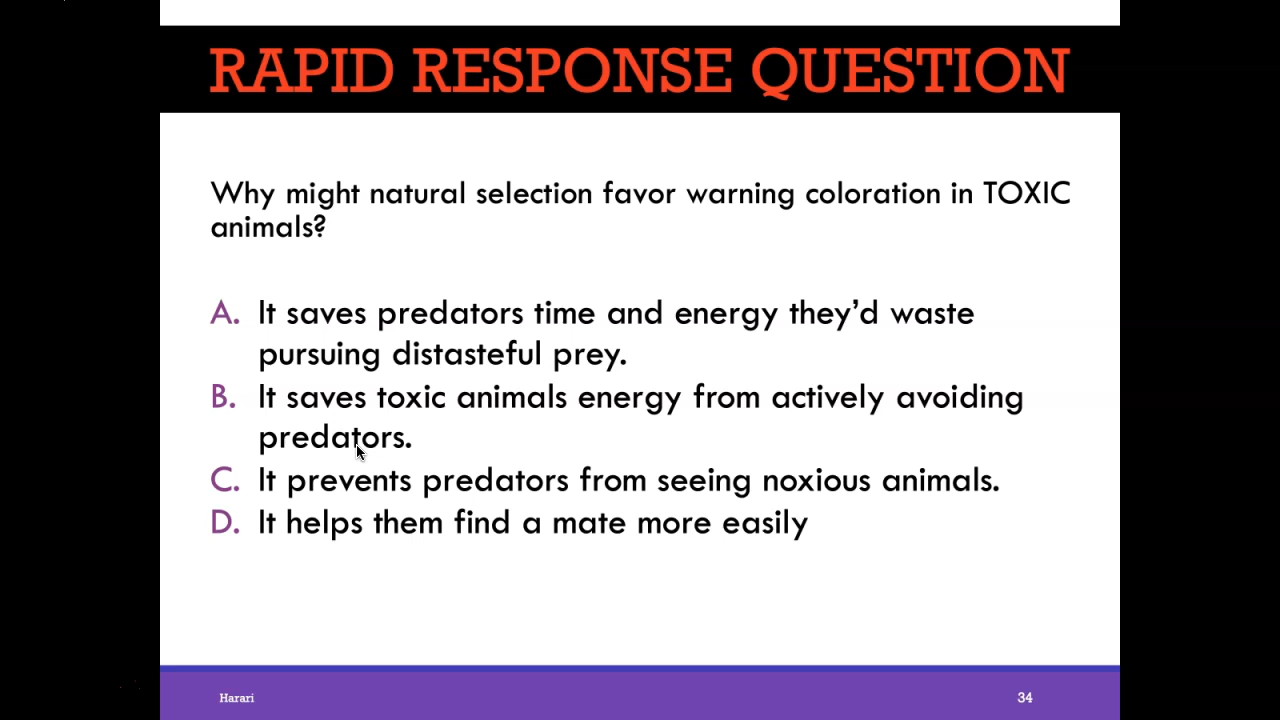 RAPID RESPONSE QUESTION
Why might natural selection favor warning coloration in TOXIC
animals?
A. It saves predators time and energy they’d waste
pursuing distasteful prey.
B. It saves toxic animals energy from actively avoiding
predators.
C. It prevents predators from seeing noxious animals.
D. It helps them find a mate more easily
Harari
34